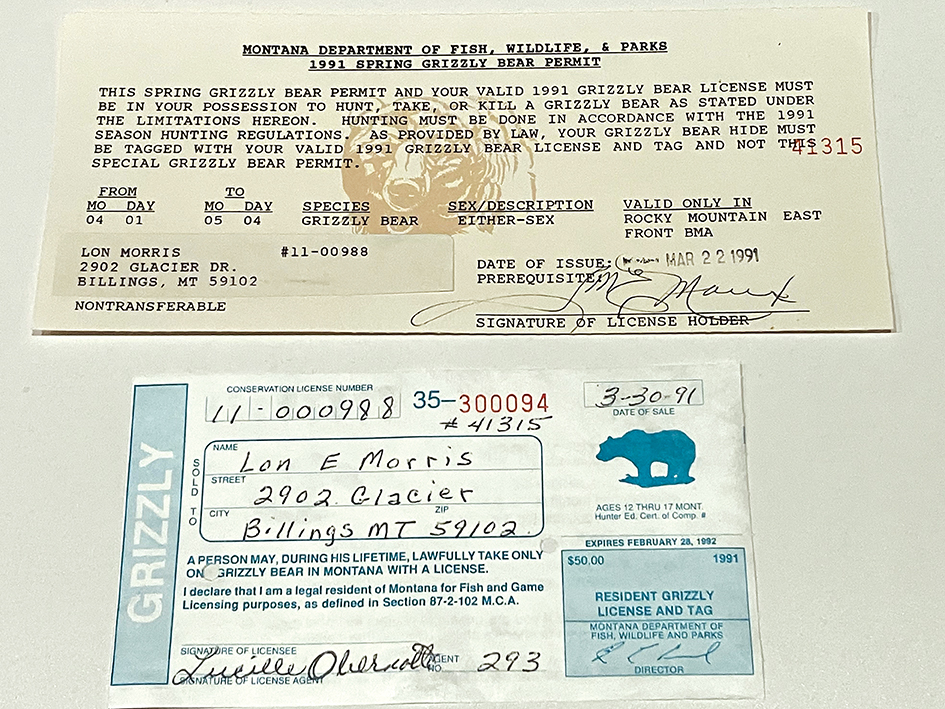 MONTANA DEPARTMENT OF FISH, WILDLIFE, & PARKS
1991 SPRING GRIZZLY BEAR PERMIT
THIS SPRING GRIZZLY BEAR PERMIT AND YOUR VALID 1991 GRIZZLY BEAR LICENSE MUST
BE IN YOUR POSSESSION TO HUNT, TAKE, OR KILL A GRIZZLY BEAR AS STATED UNDER
THE LIMITATIONS HEREON. HUNTING MUST BE DONE IN ACCORDANCE WITH THE 1991
SEASON HUNTING REGULATIONS. AS PROVIDED BY LAW, YOUR GRIZZLY BEAR HIDE MUST
BE TAGGED WITH YOUR VALID 1991 GRIZZLY BEAR LICENSE AND TAG AND NOT THIS
41315
SPECIAL GRIZZLY BEAR PERMIT.
FROM TO
MO DAY MO DAY SPECIES SEX/DESCRIPTION VALID ONLY IN
04 01 05 04 GRIZZLY BEAR EITHER-SEX ROCKY MOUNTAIN EAST
FRONT BMA
LON MORRIS #11-00988
2902 GLACIER DR.
BILLINGS, MT 59102
DATE OF ISSUE: MAR 22 1991
PREREQUISITE:
NONTRANSFERABLE
SIGNATURE OF LICENSE HOLDER
GRIZZLY
CONSERVATION LICENSE NUMBER
11-000988 35-300094
# 41315
3-30-91
DATE OF SALE
SOLD TO
NAME
Lon E Morris
STREET
2902 Glacier
CITY ZIP
Billings MT 59102
AGES 12 THRU 17 MONT.
Hunter Ed. Cert. of Comp. #
A PERSON MAY, DURING HIS LIFETIME, LAWFULLY TAKE ONLY
ON GRIZZLY BEAR IN MONTANA WITH A LICENSE.
I declare that I am a legal resident of Montana for Fish and Game
Licensing purposes, as defined in Section 87-2-102 M.C.A.
SIGNATURE OF LICENSEE
Lucille AGENT NO. 293
SIGNATURE OF LICENSE AGENT
EXPIRES FEBRUARY 28, 1992
$50.00 1991
RESIDENT GRIZZLY
LICENSE AND TAG
MONTANA DEPARTMENT OF
FISH, WILDLIFE AND PARKS
DIRECTOR